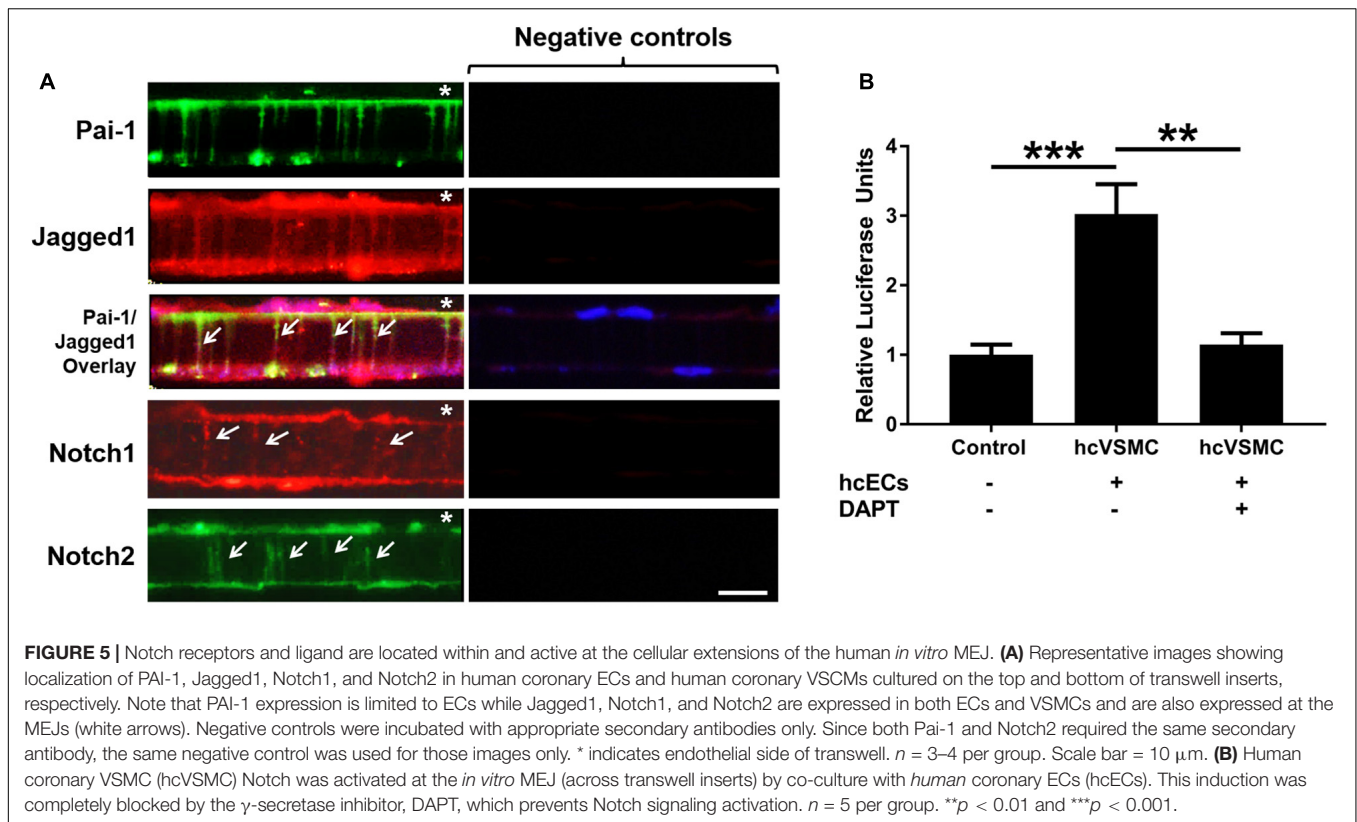 Negative controls
A
Pai-1
*
Jagged1
*
Pai-1/
Jagged1
Overlay
*
Notch1
*
Notch2
*
B
Relative Luciferase Units
4
3
2
1
0
***
**
Control
hcVSMC
hcVSMC
hcECs - + +
DAPT - - +
FIGURE 5 | Notch receptors and ligand are located within and active at the cellular extensions of the human in vitro MEJ. (A) Representative images showing
localization of PAI-1, Jagged1, Notch1, and Notch2 in human coronary ECs and human coronary VSCMs cultured on the top and bottom of transwell inserts,
respectively. Note that PAI-1 expression is limited to ECs while Jagged1, Notch1, and Notch2 are expressed in both ECs and VSMCs and are also expressed at the
MEJs (white arrows). Negative controls were incubated with appropriate secondary antibodies only. Since both Pai-1 and Notch2 required the same secondary
antibody, the same negative control was used for those images only. * indicates endothelial side of transwell. n = 3–4 per group. Scale bar = 10 μm. (B) Human
coronary VSMC (hcVSMC) Notch was activated at the in vitro MEJ (across transwell inserts) by co-culture with human coronary ECs (hcECs). This induction was
completely blocked by the γ-secretase inhibitor, DAPT, which prevents Notch signaling activation. n = 5 per group. **p < 0.01 and ***p < 0.001.